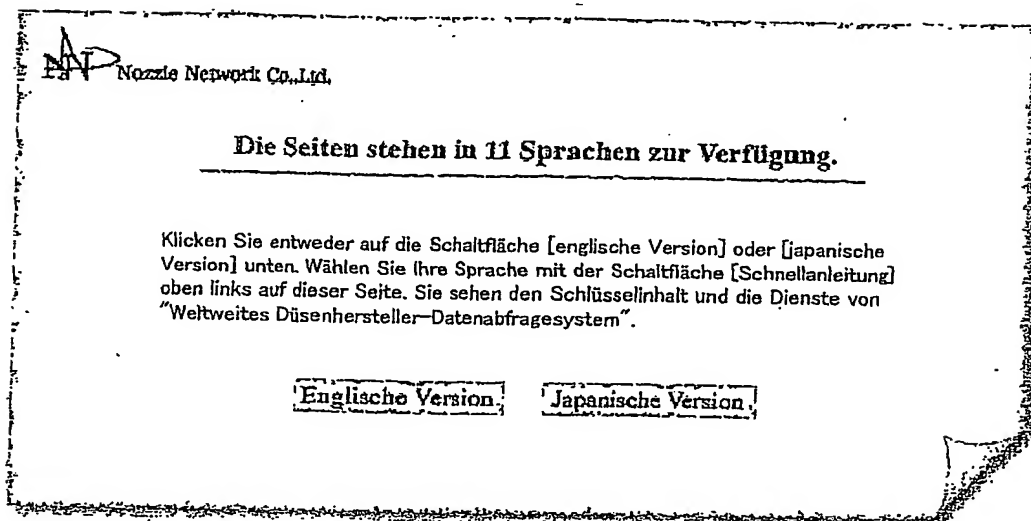 Nozzle Network Co,.Ltd.
Die Seiten stehen in 11 Sprachen zur Verfügung.
Klicken Sie entweder auf die Schaltfläche [englische Version] oder [japanische
Version] unten. Wählen Sie Ihre Sprache mit der Schaltfläche [Schnellanleitung]
oben links auf dieser Seite. Sie sehen den Schlüsselinhalt und die Dienste von
"Weltweites Düsenhersteller-Datenabfragesystem".
Englische Version
Japanische Version